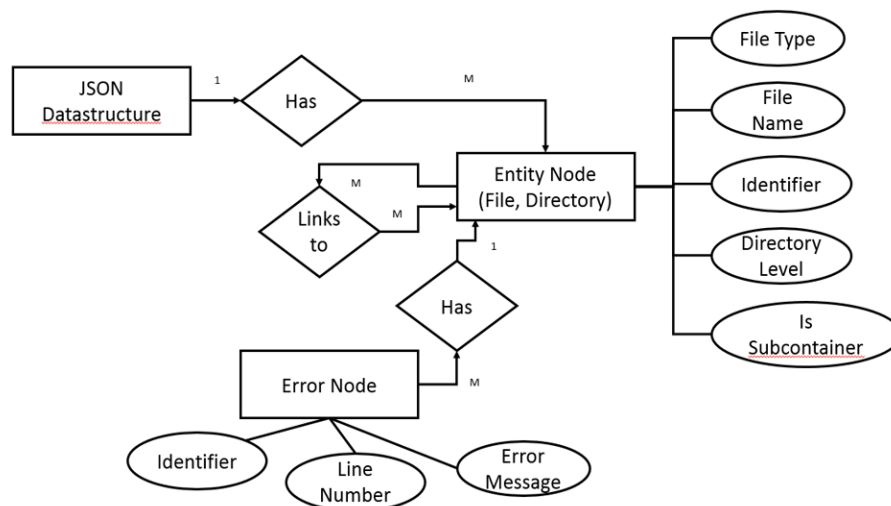 File Type
JSON
Datastructure
1
Has
M
File
Name
Entity Node
(File, Directory)
Identifier
M
Links
to
M
1
Directory
Level
Has
Is
Subcontainer
Error Node
M
Identifier
Line
Number
Error
Message